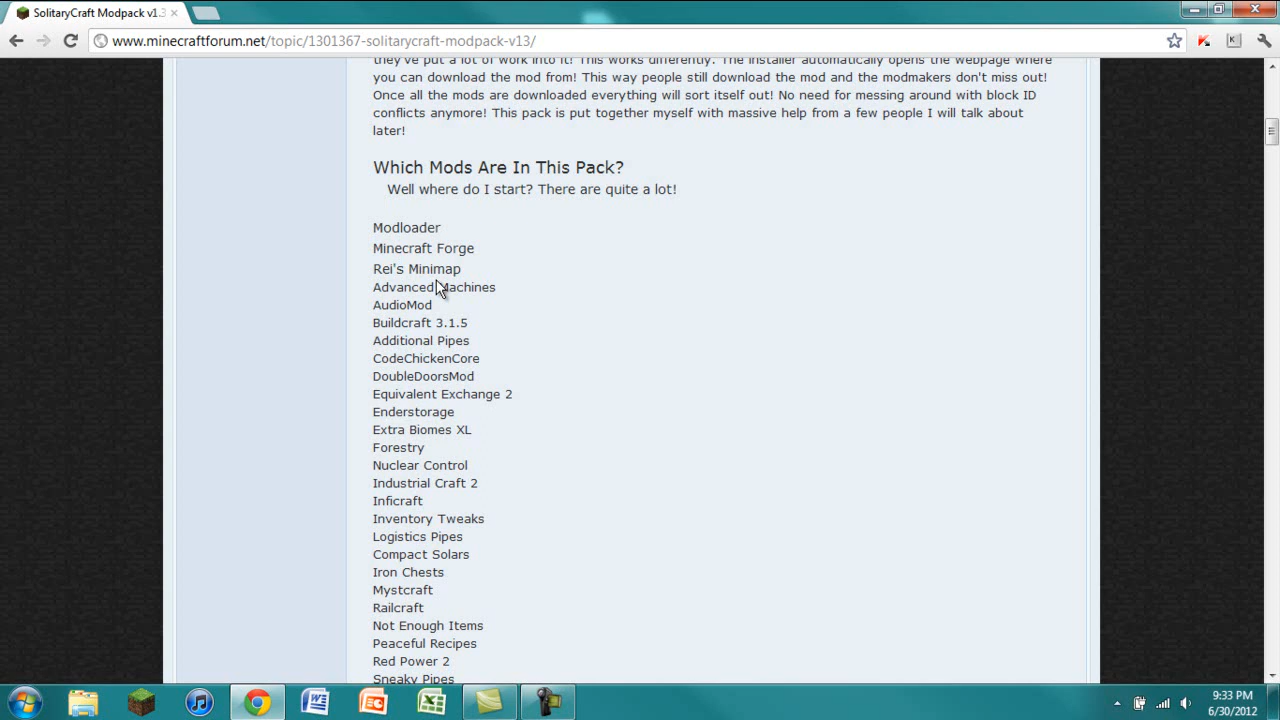 SolitaryCraft Modpack v1.3
www.minecraftforum.net/topic/1301367-solitarycraft-modpack-v13/
they've put a lot of work into it! This works differently. The installer automatically opens the webpage where
you can download the mod from! This way people still download the mod and the modmakers don't miss out!
Once all the mods are downloaded everything will sort itself out! No need for messing around with block ID
conflicts anymore! This pack is put together myself with massive help from a few people I will talk about
later!
Which Mods Are In This Pack?
Well where do I start? There are quite a lot!
Modloader
Minecraft Forge
Rei's Minimap
Advanced Machines
AudioMod
Buildcraft 3.1.5
Additional Pipes
CodeChickenCore
DoubleDoorsMod
Equivalent Exchange 2
Enderstorage
Extra Biomes XL
Forestry
Nuclear Control
Industrial Craft 2
Inficraft
Inventory Tweaks
Logistics Pipes
Compact Solars
Iron Chests
Mystcraft
Railcraft
Not Enough Items
Peaceful Recipes
Red Power 2
Sneaky Pipes
9:33 PM
6/30/2012